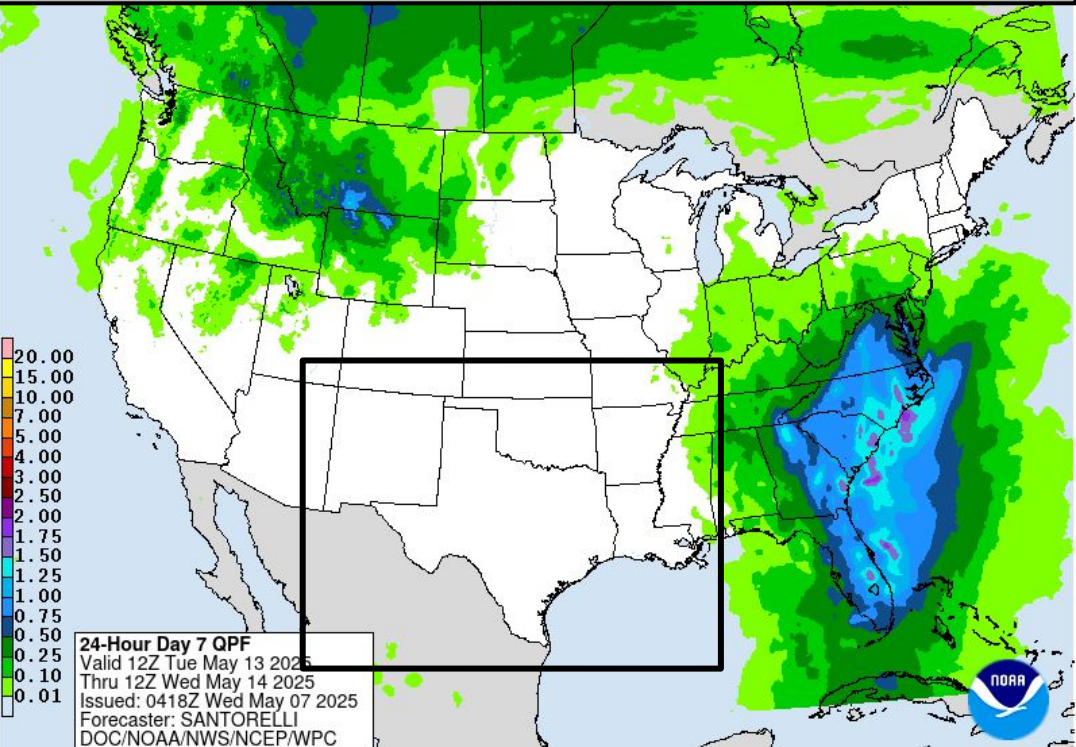 20.00
15.00
10.00
7.00
5.00
4.00
3.00
2.50
2.00
1.75
1.50
1.25
1.00
0.75
0.50
0.25
0.10
0.01
24-Hour Day 7 QPF
Valid 12Z Tue May 13 2025
Thru 12Z Wed May 14 2025
Issued: 0418Z Wed May 07 2025
Forecaster: SANTORELLI
DOC/NOAA/NWS/NCEP/WPC
NOAA